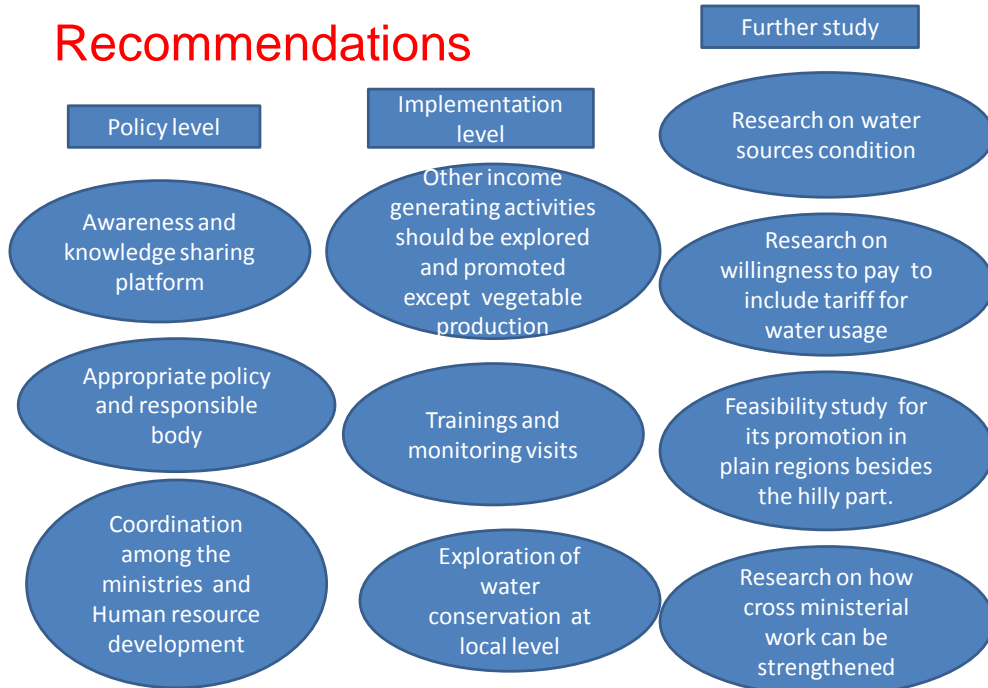 Recommendations
Policy level
Awareness and
knowledge sharing
platform
Appropriate policy
and responsible
body
Coordination
among the
ministries and
Human resource
development
Implementation
level
Other income
generating activities
should be explored
and promoted
except vegetable
production
Trainings and
monitoring visits
Exploration of
water
conservation at
local level
Further study
Research on water
sources condition
Research on
willingness to pay to
include tariff for
water usage
Feasibility study for
its promotion in
plain regions besides
the hilly part.
Research on how
cross ministerial
work can be
strengthened